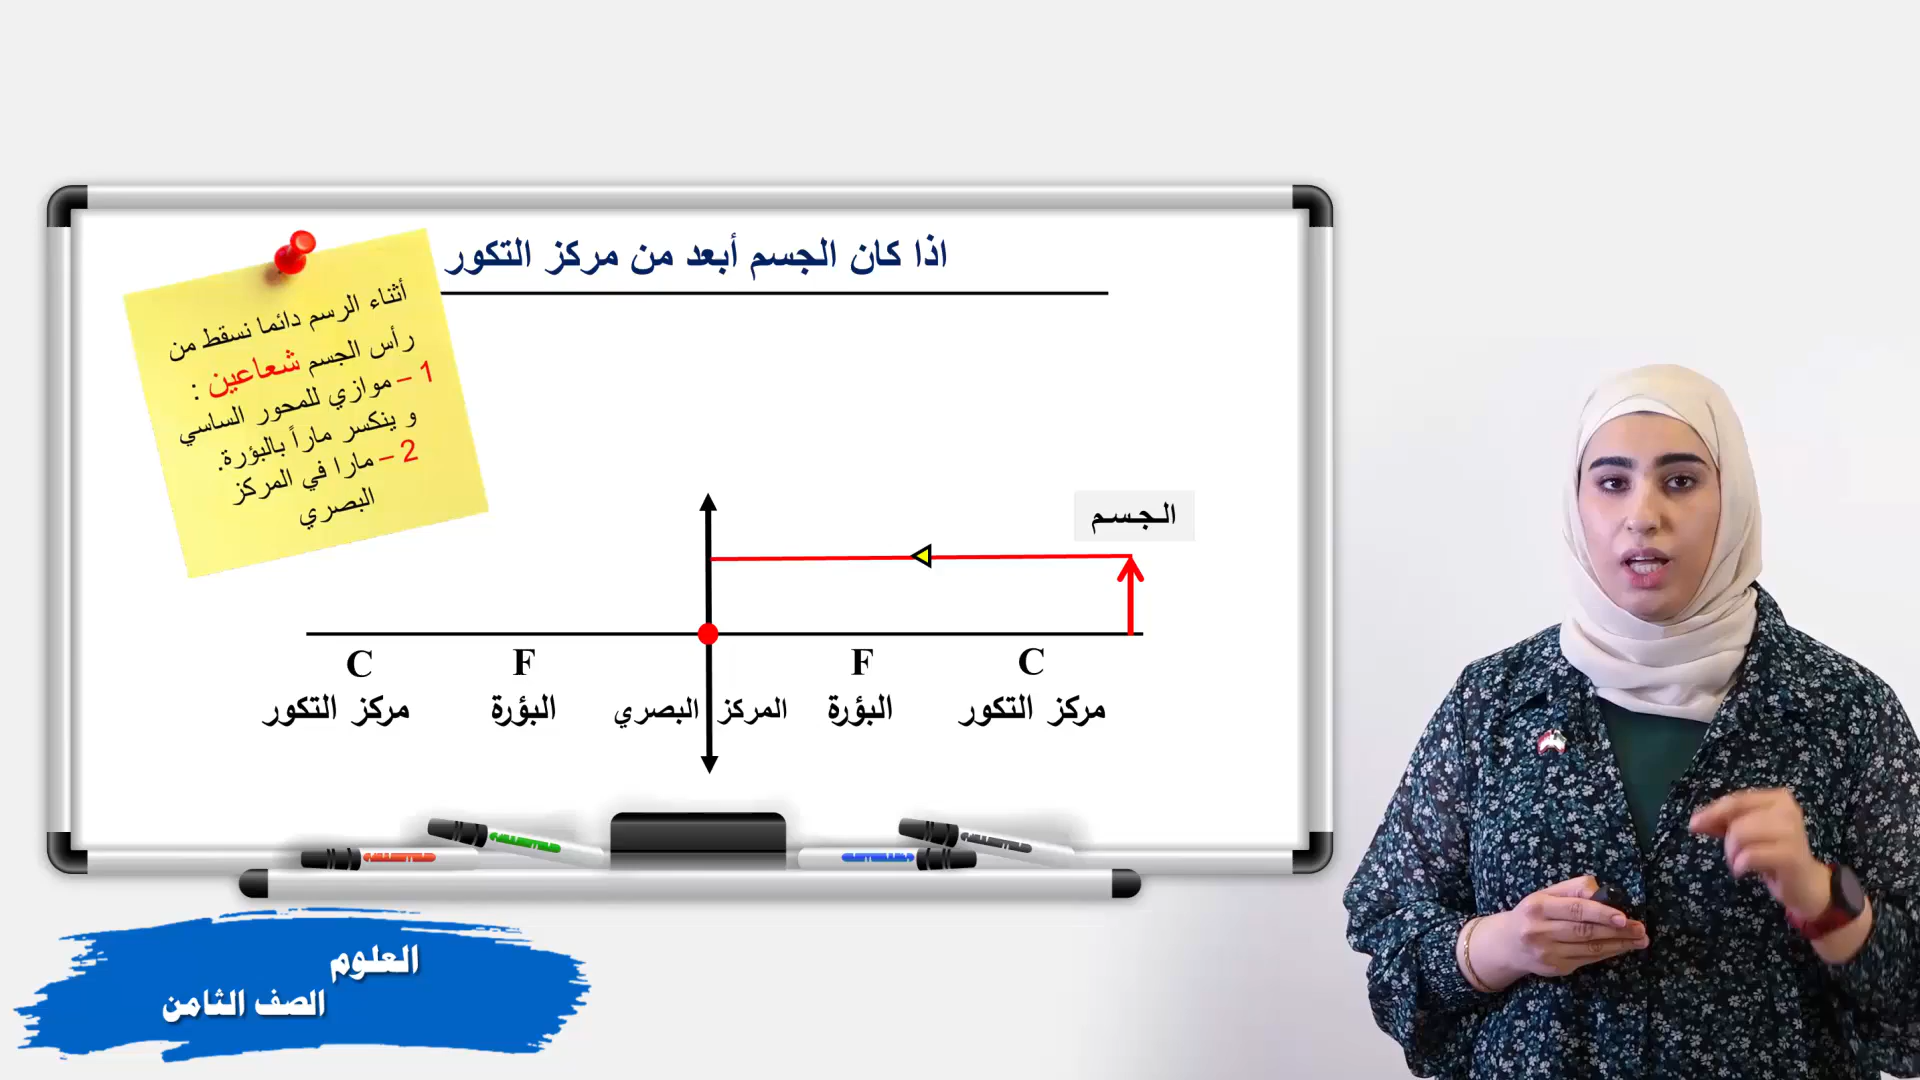 اذا كان الجسم أبعد من مركز التكور
أثناء الرسم دائما نسقط من
رأس الجسم شعاعين :
1 – موازي للمحور الساسي
و ينكسر ماراً بالبؤرة.
2 – مارا في المركز
البصري
الجسم
C F F C
مركز التكور البؤرة المركز البصري البؤرة مركز التكور
العلوم
الصف الثامن